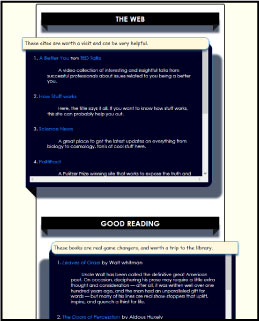 THE WEB
These sites are worth a visit and can be very helpful.
1. A Better You from TED Talks
A video collection of interesting and insightful talks from
successful professionals about issues related to you being a better
you.
2. How Stuff works
Here, the title says it all. If you want to know how stuff works,
this site can probably help you out.
3. Science News
A great place to get the latest updates on everything from
biology to cosmology, tons of cool stuff here.
4. Politifact
A Pulitzer Prize winning site that works to expose the truth and
GOOD READING
These books are real game changers, and worth a trip to the library.
1. Leaves of Grass by Walt Whitman
Uncle Walt has been called the definitive great American
poet. On occasion, deciphering his prose may require a little extra
thought and consideration — after all, it was written well over one
hundred years ago, and the man had an unparalleled gift for
words — but many of his lines are real show stoppers that uplift,
inspire, and quench a thirst for life.
2. The Doors of Perception by Aldous Huxley